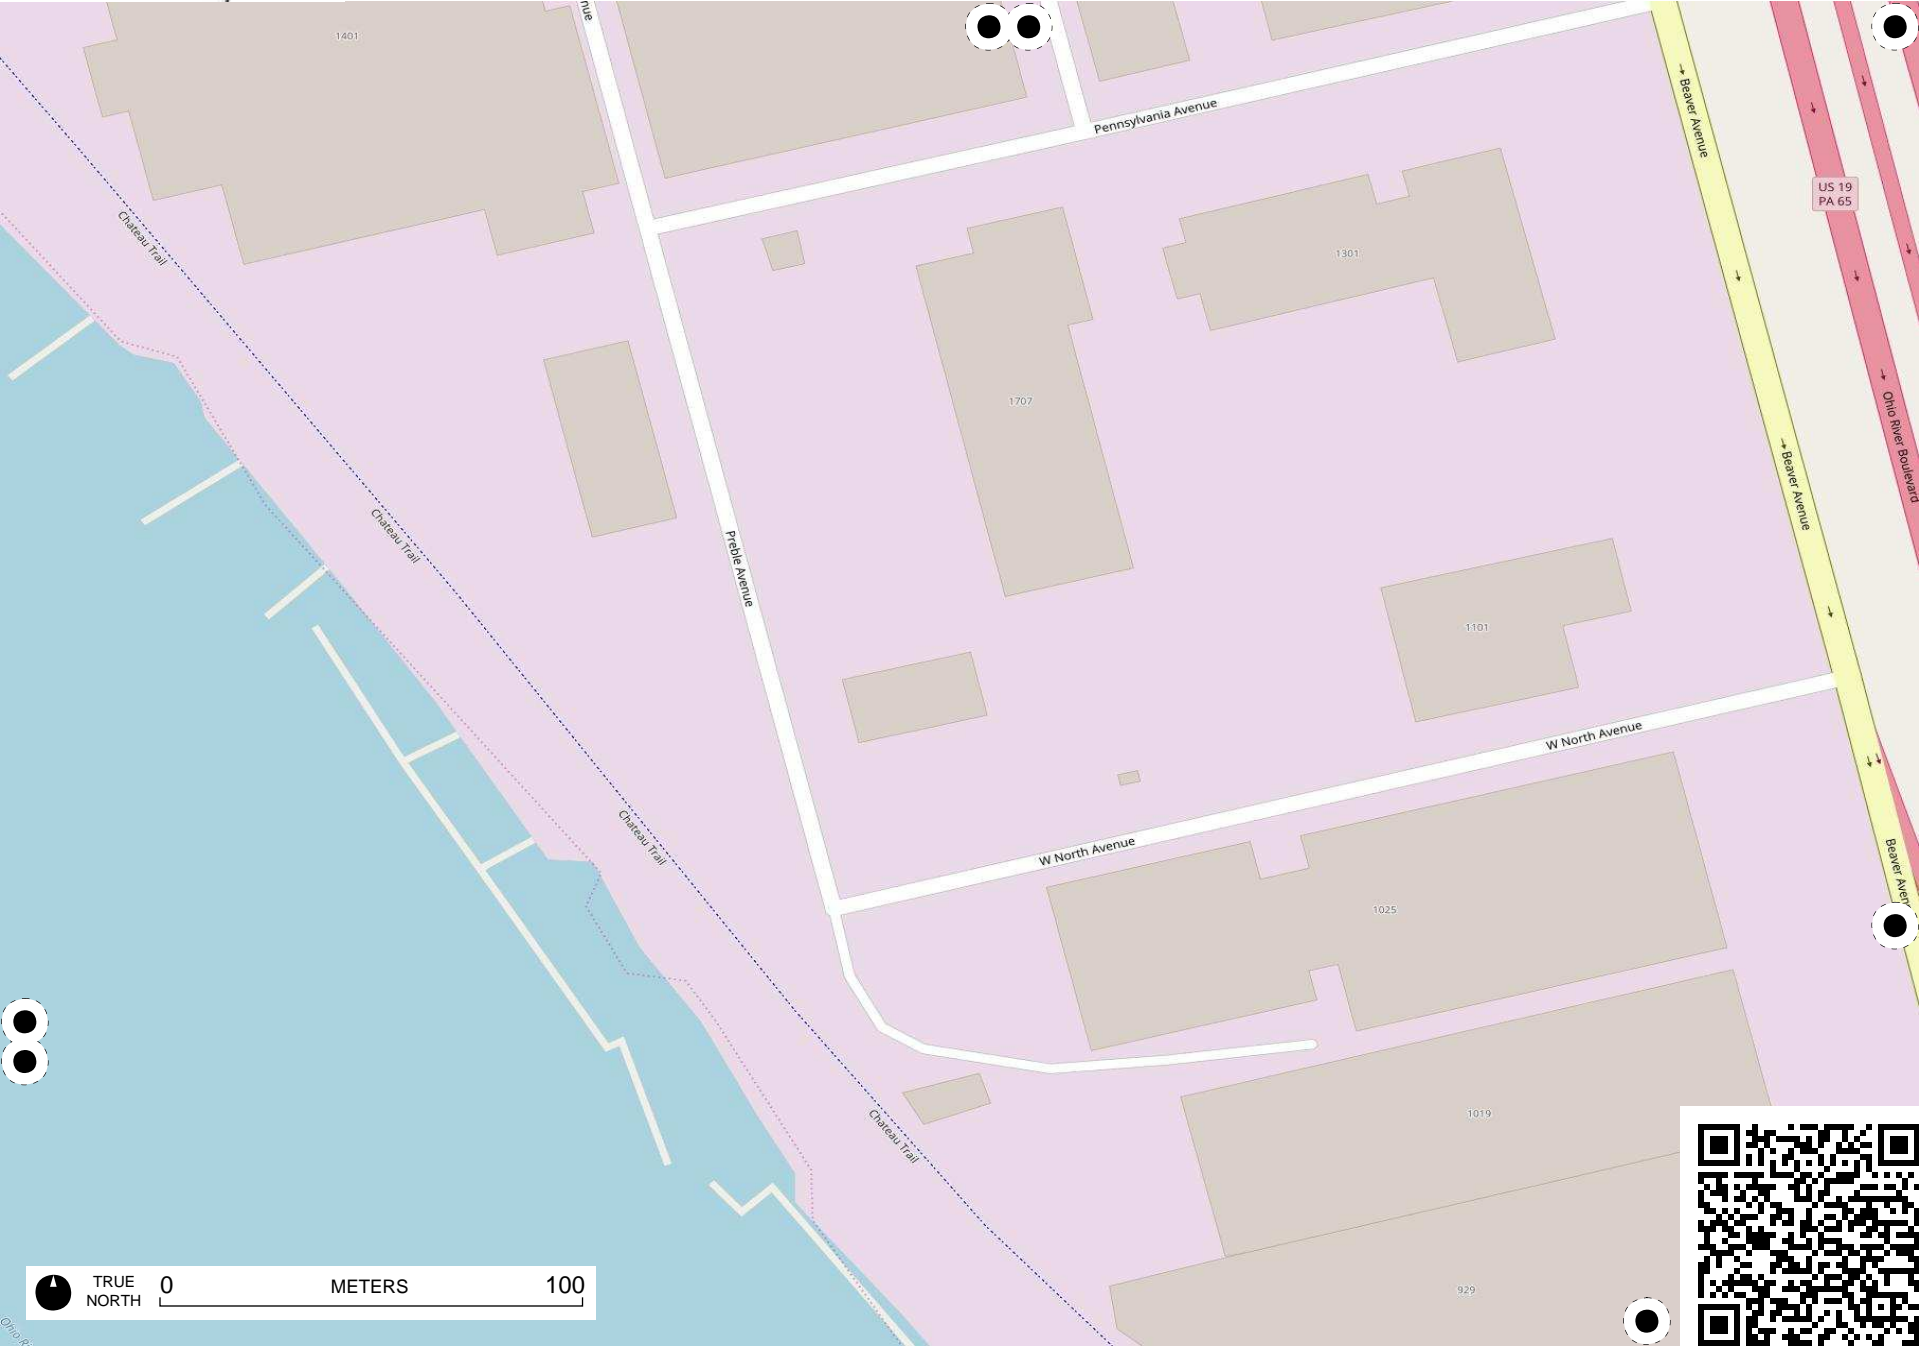 1401
Pennsylvania Avenue
Beaver Avenue
US 19
PA 65
Chateau Trail
1301
1707
Ohio River Boulevard
Beaver Avenue
Chateau Trail
Preble Avenue
1101
W North Avenue
Chateau Trail
W North Avenue
1025
Chateau Trail
1019
TRUE
NORTH
0 METERS 100
929